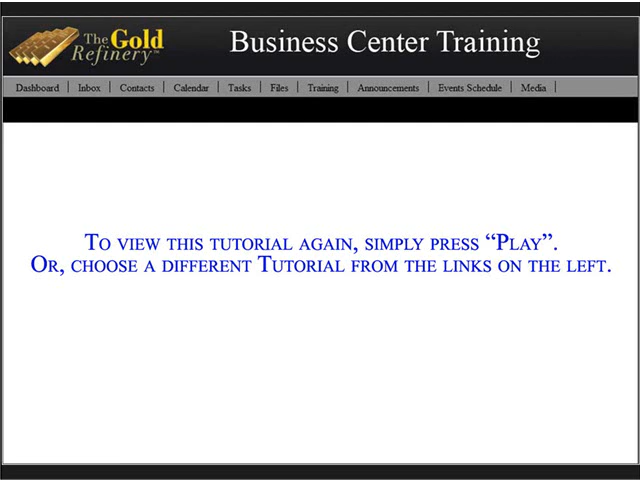 The Gold
Refinery™
Business Center Training
Dashboard | Inbox | Contacts | Calendar | Tasks | Files | Training | Announcements | Events Schedule | Media |
To view this tutorial again, simply press “Play”.
Or, choose a different Tutorial from the links on the left.